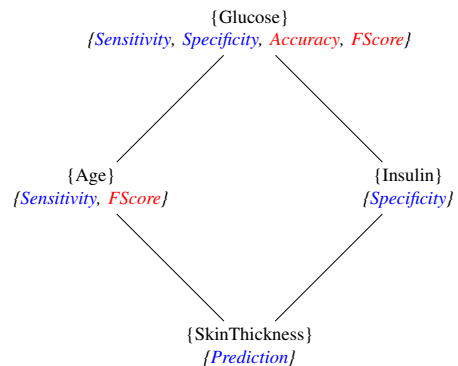 {Glucose}
{Sensitivity, Specificity, Accuracy, FScore}
{Age}
{Sensitivity, FScore}
{Insulin}
{Specificity}
{SkinThickness}
{Prediction}